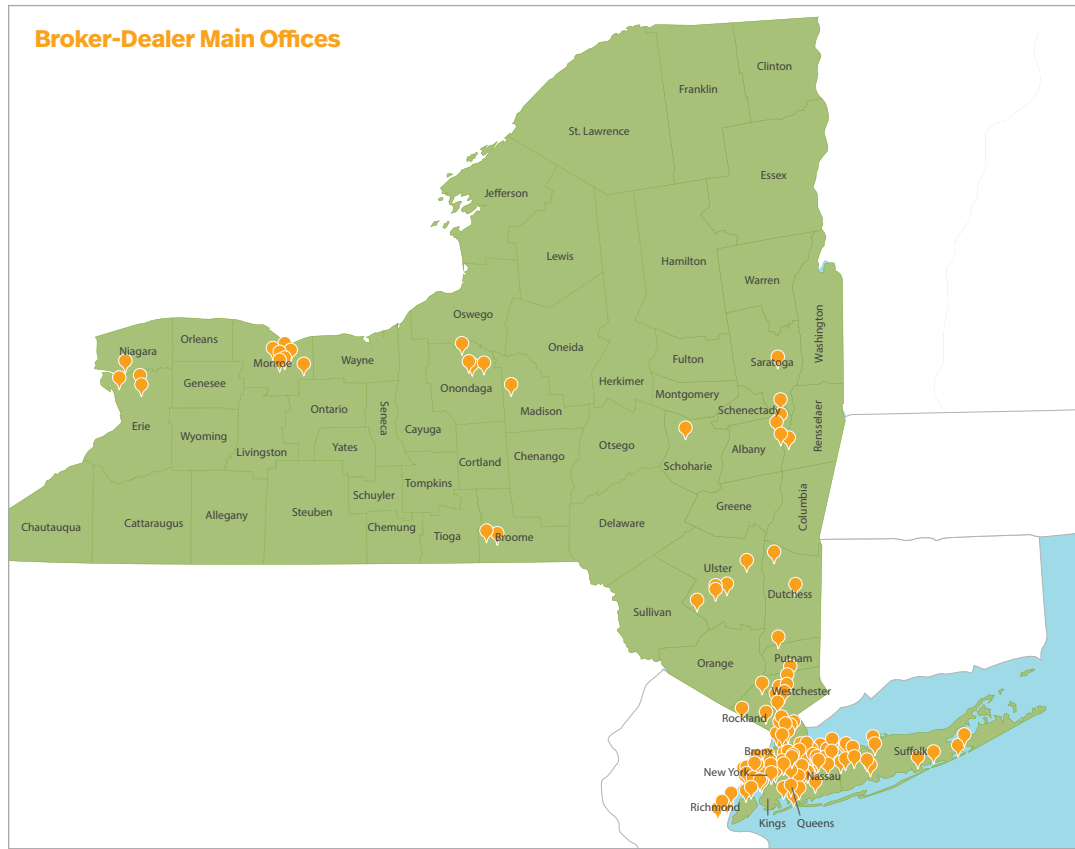 Broker-Dealer Main Offices
Clinton
Franklin
St. Lawrence
Essex
Jefferson
Lewis
Hamilton
Warren
Washington
Oswego
Orleans
Niagara
Monroe
Wayne
Oneida
Fulton
Saratoga
Genesee
Onondaga
Herkimer
Montgomery
Ontario
Seneca
Madison
Schenectady
Rensselaer
Erie
Wyoming
Cayuga
Livingston
Yates
Otsego
Albany
Cortland
Chenango
Schoharie
Tompkins
Schuyler
Columbia
Greene
Steuben
Allegany
Cattaraugus
Chautauqua
Chemung
Tioga
Broome
Delaware
Ulster
Dutchess
Sullivan
Putnam
Orange
Westchester
Rockland
Bronx
Suffolk
New York
Nassau
Richmond
Kings
Queens